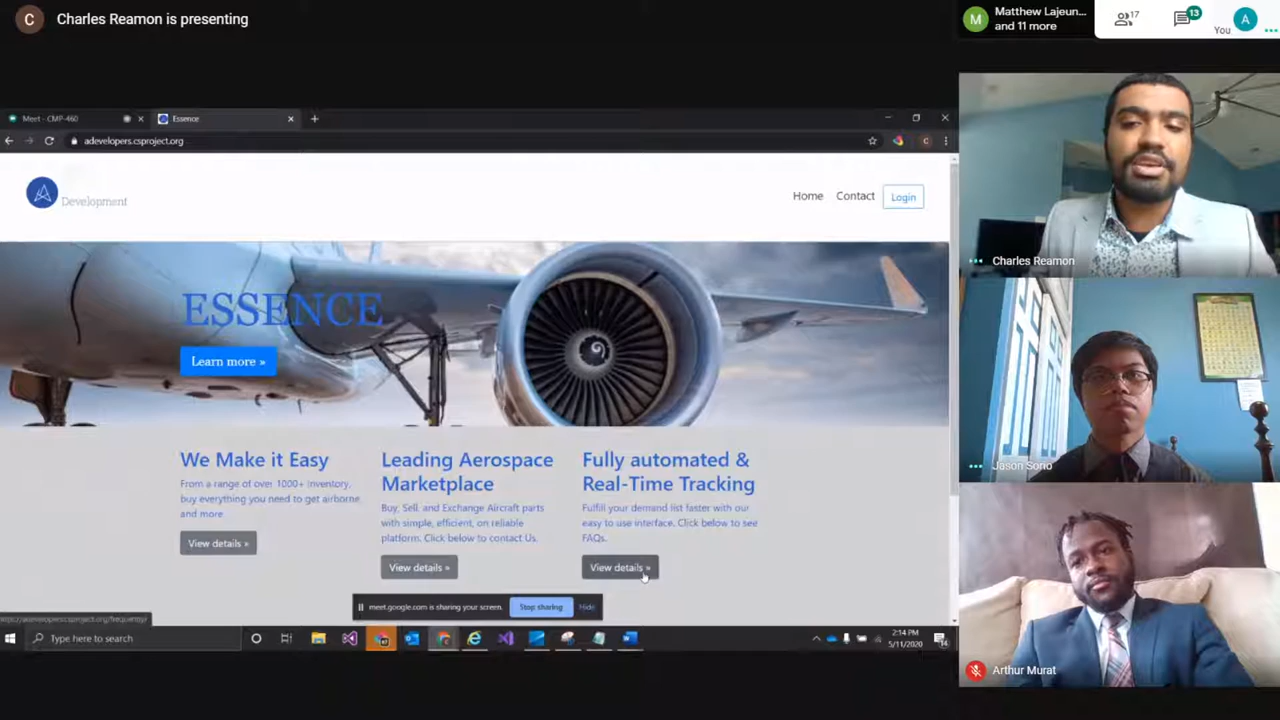 C
Charles Reamon is presenting
M
Matthew Lajeun...
and 11 more
17
13
You
A
Meet - CMP-460
Essence
adevelopers.csproject.org
C
Development
Home
Contact
Login
ESSENCE
Learn more »
We Make it Easy
From a range of over 1000+ inventory,
buy everything you need to get airborne
and more
View details »
Leading Aerospace
Marketplace
Buy, Sell, and Exchange Aircraft parts
with simple, efficient, on reliable
platform. Click below to contact Us.
View details »
Fully automated &
Real-Time Tracking
Fulfill your demand list faster with our
easy to use interface. Click below to see
FAQs.
View details »
meet.google.com is sharing your screen.
Stop sharing
Hide
Type here to search
2:14 PM
5/11/2020
Charles Reamon
Jason Sorio
Arthur Murat